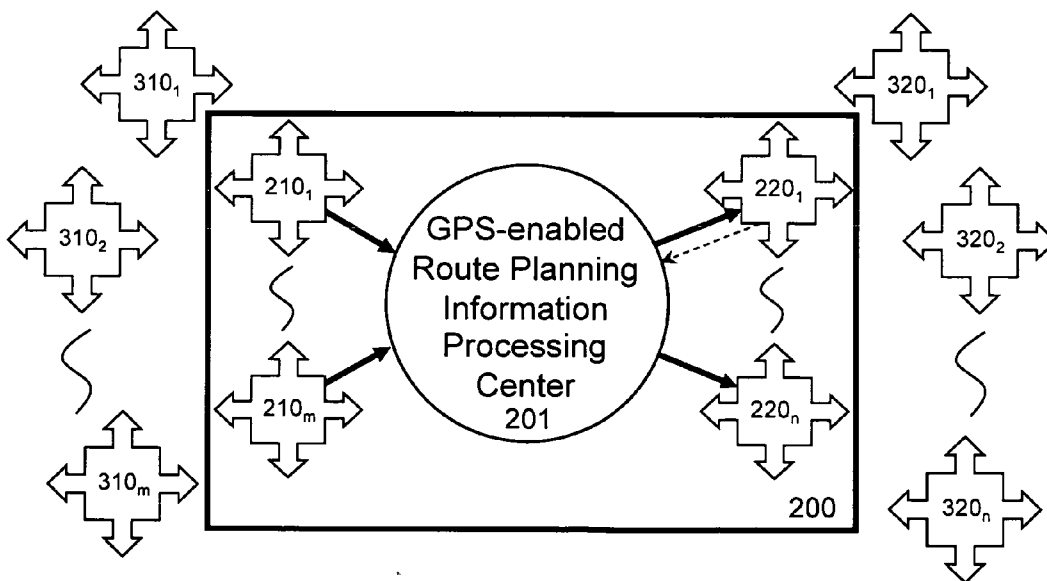 310₁
320₁
210₁
220₁
310₂
320₂
GPS-enabled
Route Planning
Information
Processing
Center
201
210ₘ
220ₙ
310ₘ
320ₙ
200